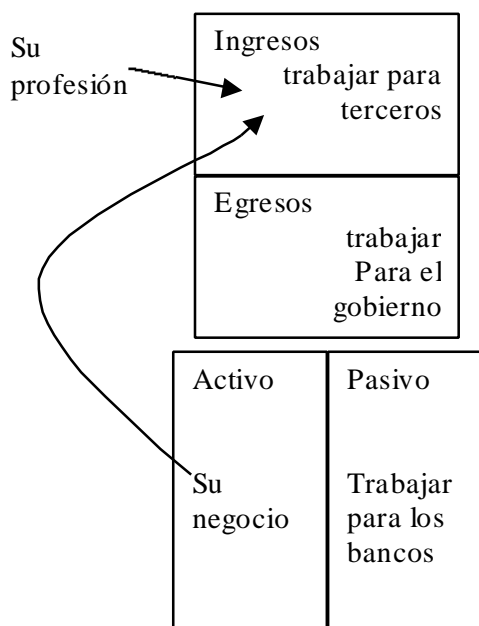 Su
profesión
Ingresos
trabajar para
terceros
Egresos
trabajar
Para el
gobierno
Activo
Su
negocio
Pasivo
Trabajar
para los
bancos